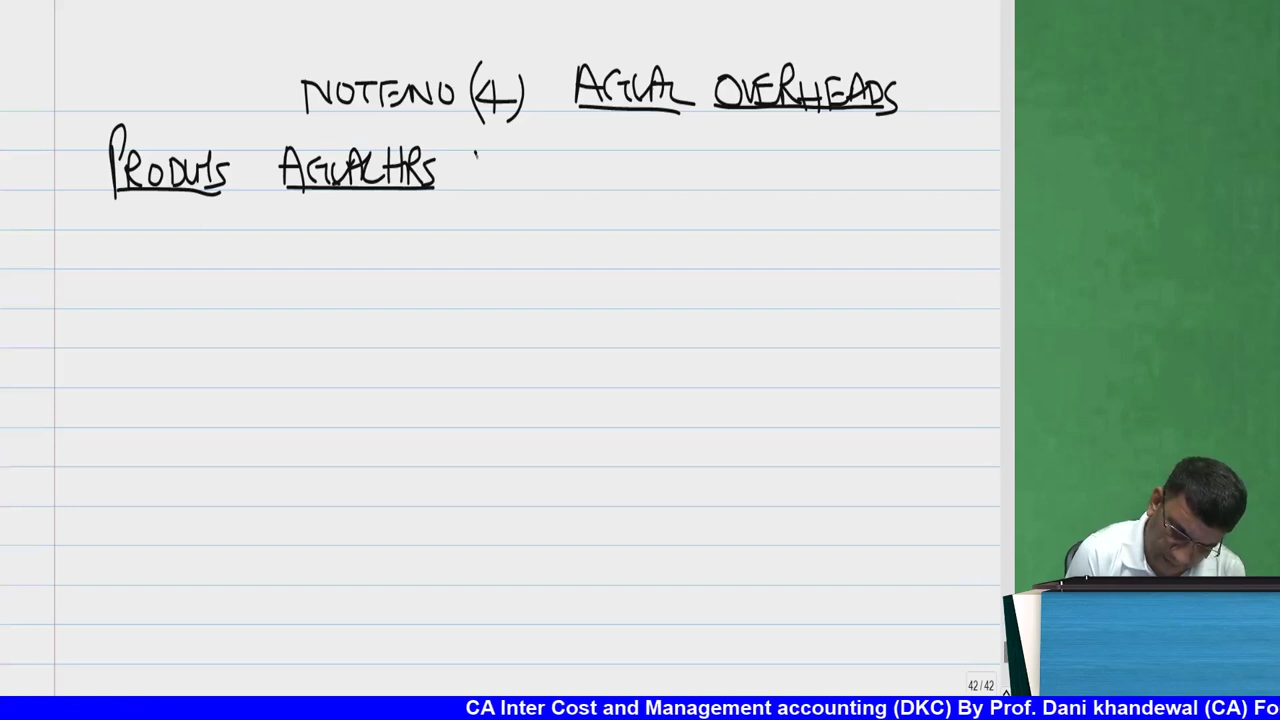 NOTE NO (4) ACTUAL OVERHEADS
PRODUCTS ACTUAL HRS
42/42
CA Inter Cost and Management accounting (DKC) By Prof. Dani khandewal (CA) Fo